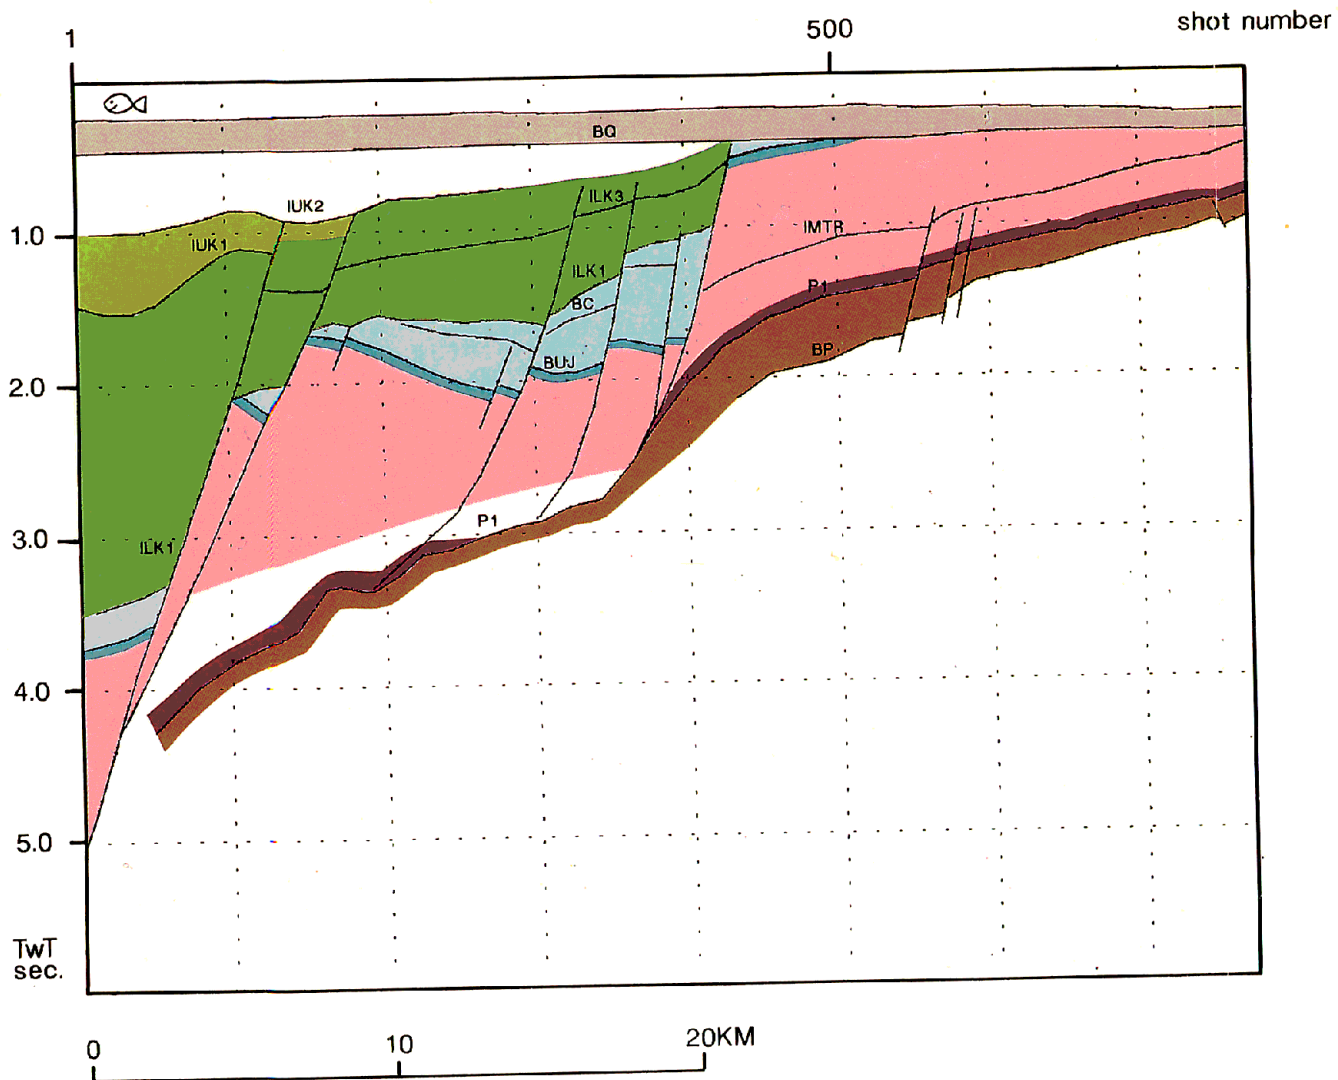 shot number
1
500
BQ
IUK2
ILK3
IUK1
1.0
IMTR
ILK1
P1
BC
BP
BUJ
2.0
P1
3.0
ILK1
4.0
5.0
TwT
sec.
0
10
20KM